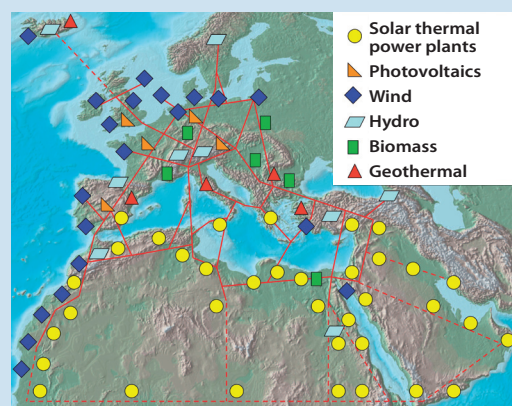 Solar thermal
power plants
Photovoltaics
Wind
Hydro
Biomass
Geothermal